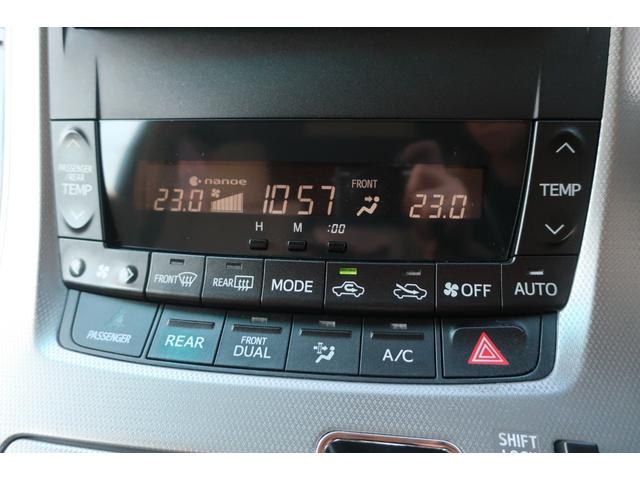 nanoe
FRONT
23.0 10:57 23.0
H M :00
PASSENGER
/REAR
TEMP
TEMP
FRONT REAR MODE OFF AUTO
PASSENGER REAR FRONT
DUAL A/C
SHIFT
LOCK